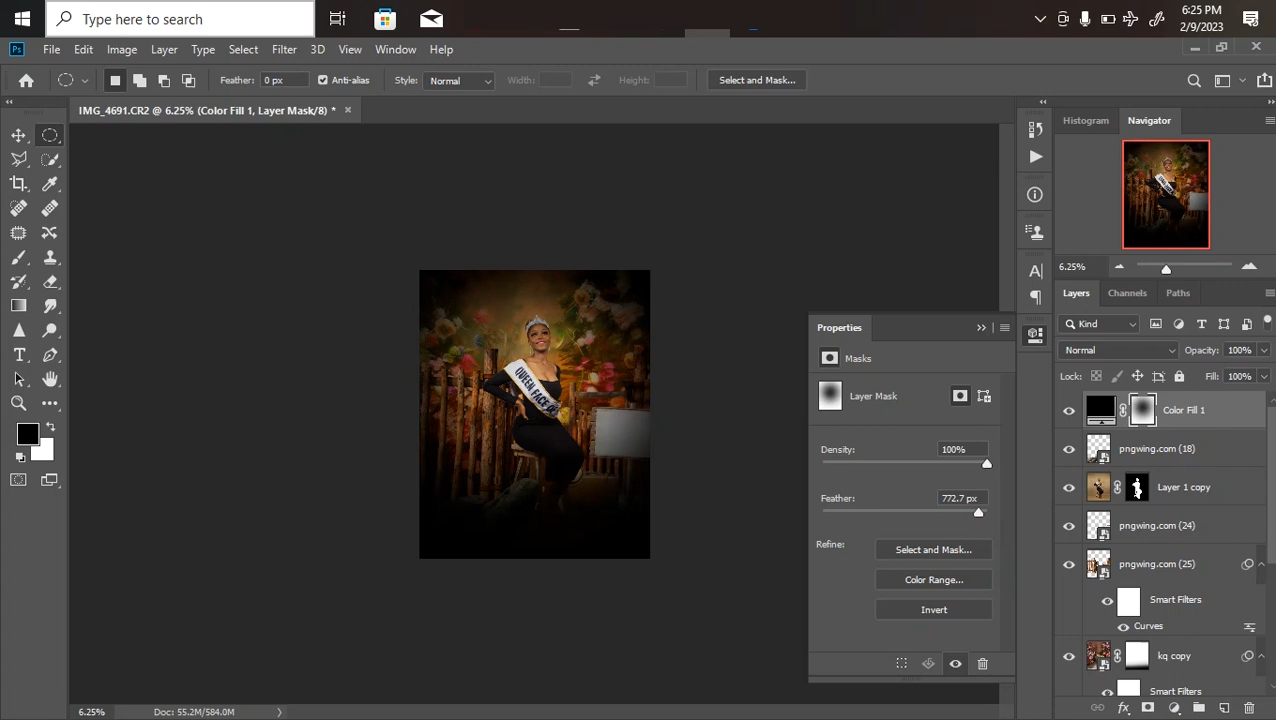 Type here to search
6:25 PM
2/9/2023
Ps File Edit Image Layer Type Select Filter 3D View Window Help
Feather: 0 px Anti-alias Style: Normal Width: Height: Select and Mask...
IMG_4691.CR2 @ 6.25% (Color Fill 1, Layer Mask/8) *
Histogram Navigator
6.25%
Layers Channels Paths
Kind
Normal Opacity: 100%
Lock: Fill: 100%
Color Fill 1
pngwing.com (18)
Layer 1 copy
pngwing.com (24)
pngwing.com (25)
Smart Filters
Curves
kq copy
Smart Filters
Properties
Masks
Layer Mask
Density: 100%
Feather: 772.7 px
Refine: Select and Mask...
Color Range...
Invert
QUEEN FACE OF
6.25% Doc: 55.2M/584.0M